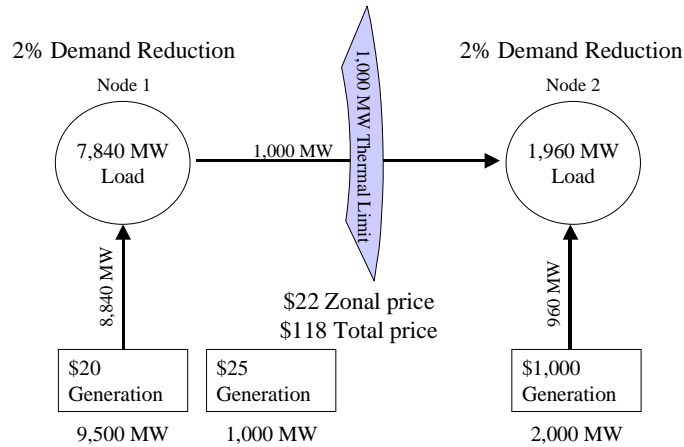 2% Demand Reduction
2% Demand Reduction
Node 1
Node 2
1,000 MW Thermal Limit
7,840 MW
Load
1,000 MW
1,960 MW
Load
8,840 MW
960 MW
$22 Zonal price
$118 Total price
$20
Generation
$25
Generation
$1,000
Generation
9,500 MW
1,000 MW
2,000 MW